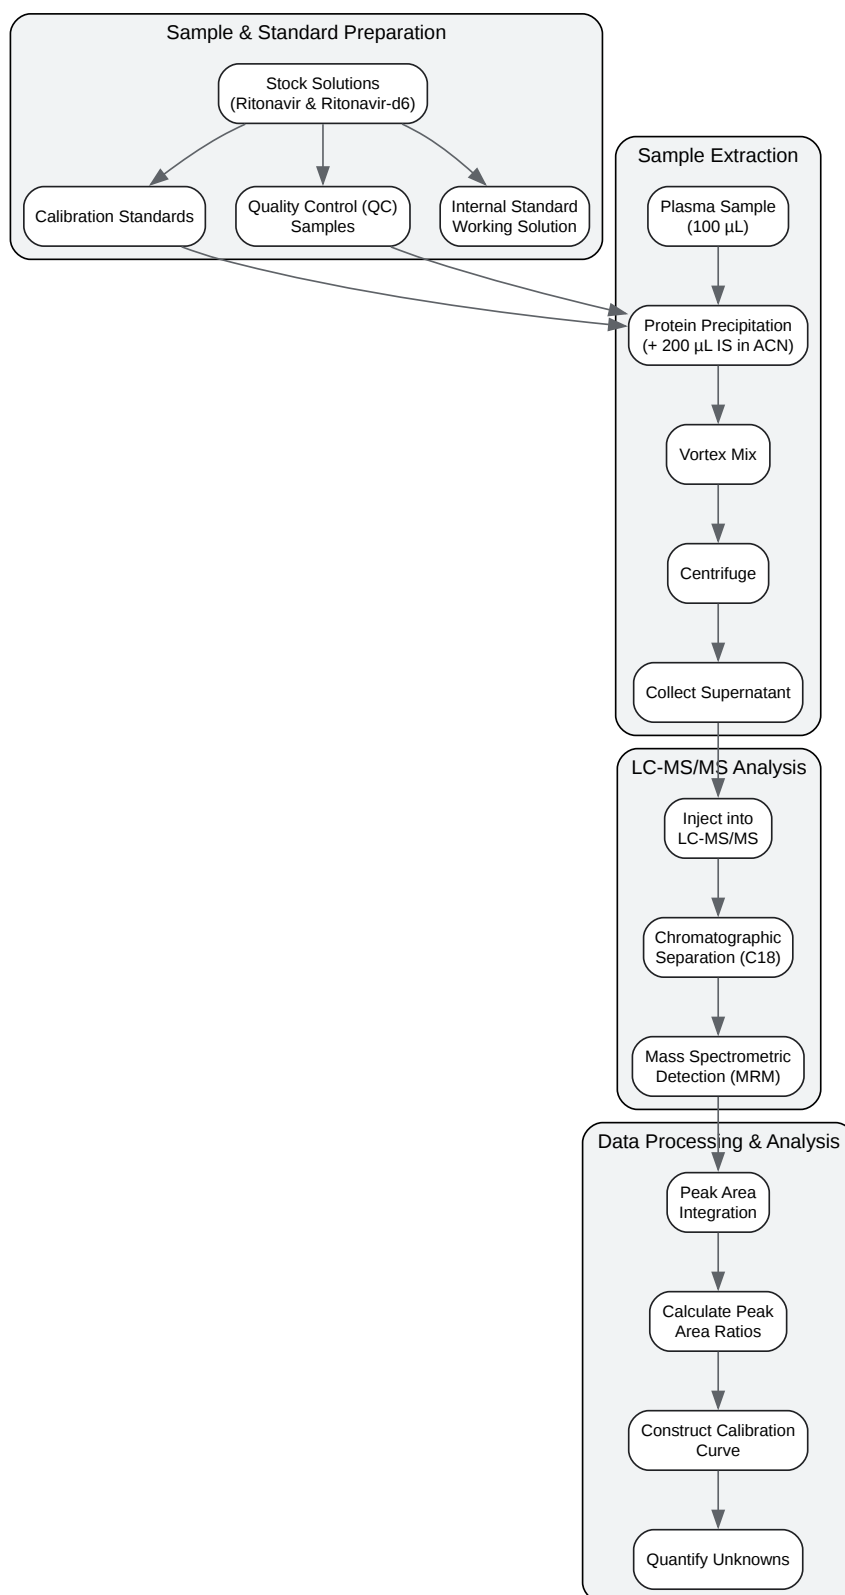 Sample & Standard Preparation
Stock Solutions
(Ritonavir & Ritonavir-d6)
Calibration Standards
Quality Control (QC)
Samples
Internal Standard
Working Solution
Sample Extraction
Plasma Sample
(100 µL)
Protein Precipitation
(+ 200 µL IS in ACN)
Vortex Mix
Centrifuge
Collect Supernatant
LC-MS/MS Analysis
Inject into
LC-MS/MS
Chromatographic
Separation (C18)
Mass Spectrometric
Detection (MRM)
Data Processing & Analysis
Peak Area
Integration
Calculate Peak
Area Ratios
Construct Calibration
Curve
Quantify Unknowns